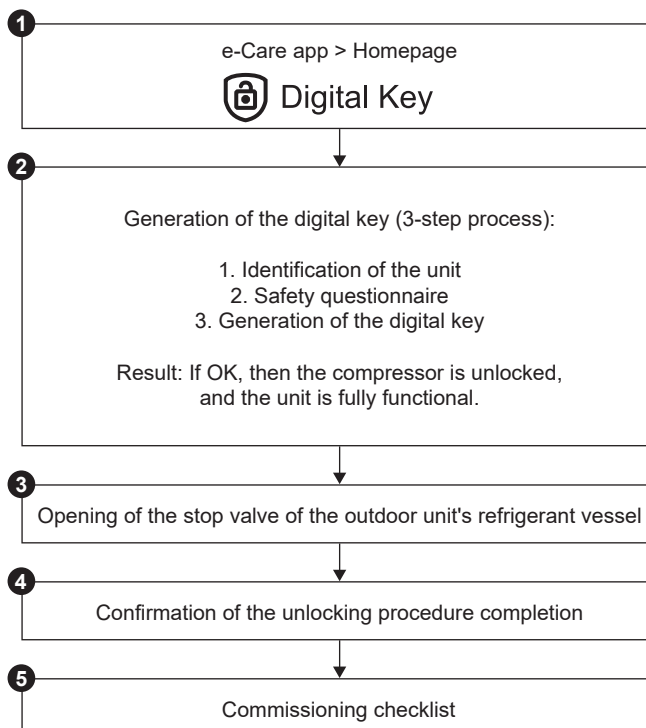 1
e-Care app > Homepage
Digital Key
2
Generation of the digital key (3-step process):
1. Identification of the unit
2. Safety questionnaire
3. Generation of the digital key
Result: If OK, then the compressor is unlocked,
and the unit is fully functional.
3
Opening of the stop valve of the outdoor unit's refrigerant vessel
4
Confirmation of the unlocking procedure completion
5
Commissioning checklist